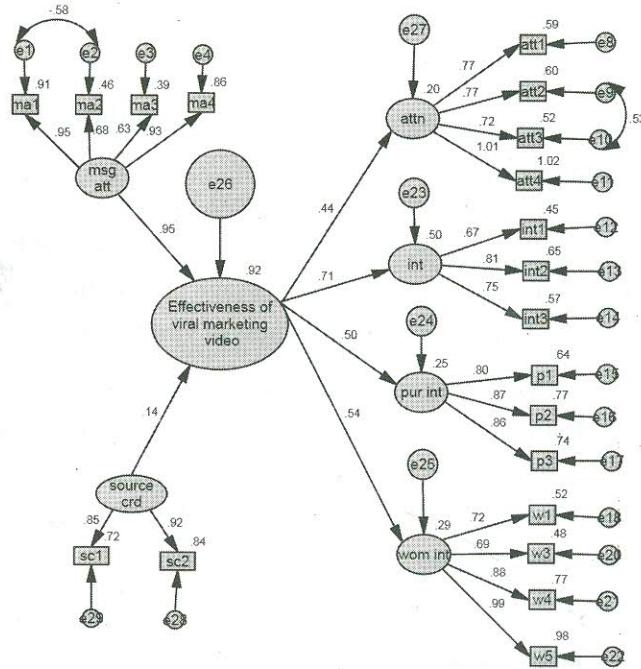 -.58
e1
e2
e3
e4
.91
.46
.39
.86
ma1
ma2
ma3
ma4
.95
.68
.63
.93
msg
att
.95
e26
.92
Effectiveness of
viral marketing
video
.14
source
crd
.85
.72
.92
.84
sc1
sc2
e29
e28
.44
.71
.50
.54
e27
.20
attn
.77
.77
.72
1.01
.59
att1
e8
.60
att2
e9
.52
att3
e10
1.02
att4
e11
e23
.50
int
.67
.81
.75
.45
int1
e12
.65
int2
e13
.57
int3
e14
e24
.25
pur int
.80
.87
.86
.64
p1
e15
.77
p2
e16
.74
p3
e17
e25
.29
wom int
.72
.69
.88
.99
.52
w1
e18
.48
w3
e20
.77
w4
.98
w5
e22